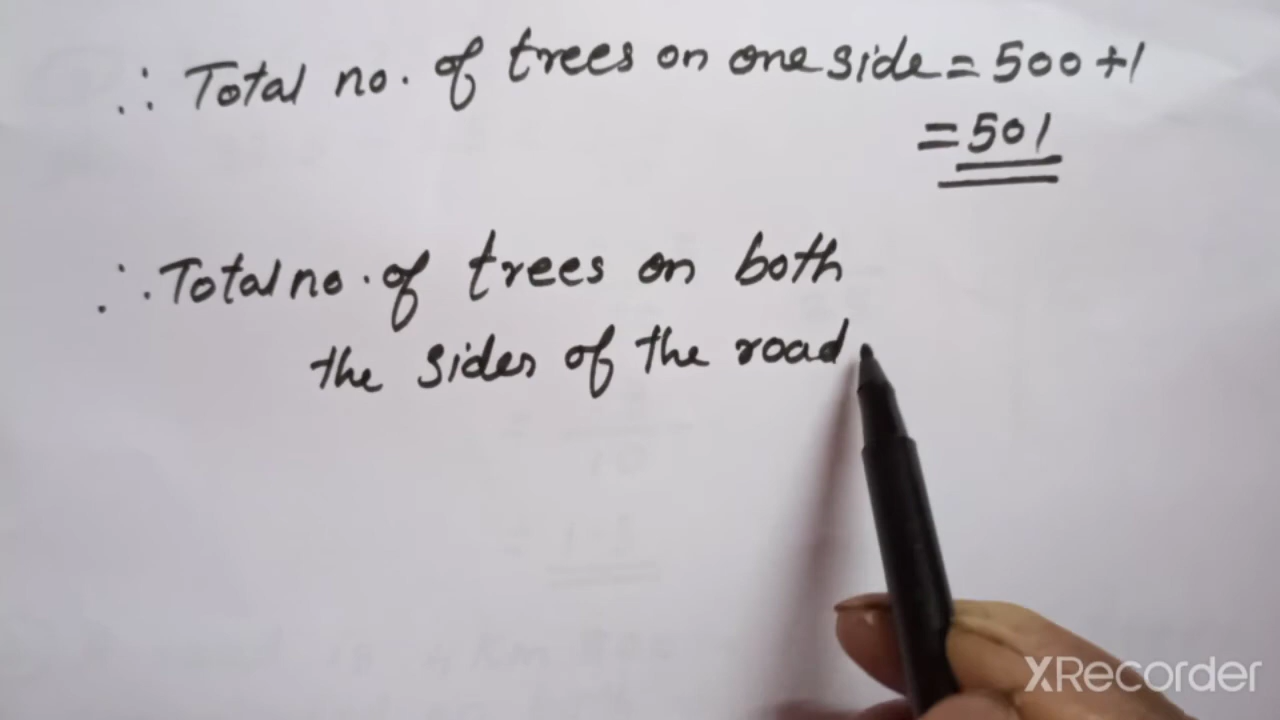 ∴ Total no. of trees on one side = 500 + 1
= 501
∴ Total no. of trees on both
the sides of the road
XRecorder